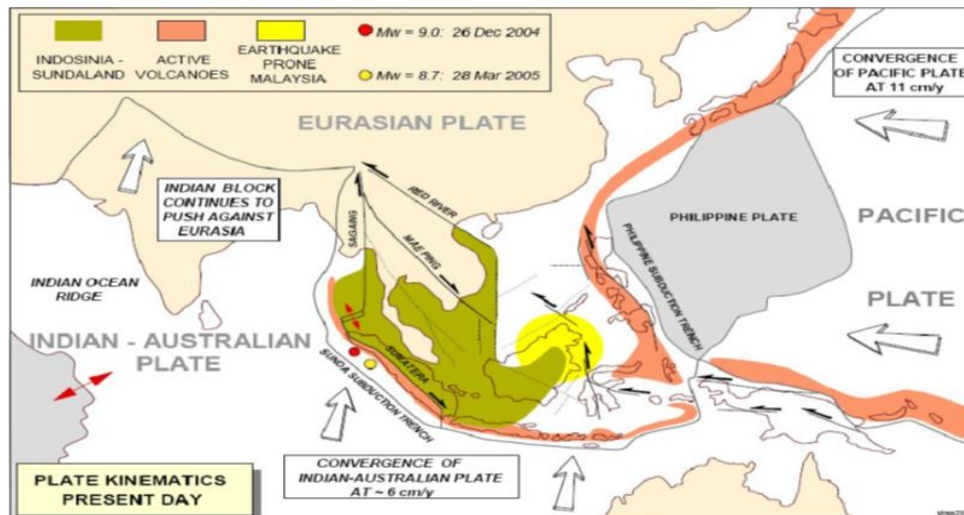 INDOSINIA -
SUNDALAND
ACTIVE
VOLCANOES
EARTHQUAKE
PRONE
MALAYSIA
Mw = 9.0: 26 Dec 2004
Mw = 8.7: 28 Mar 2005
CONVERGENCE
OF PACIFIC PLATE
AT 11 cm/y
EURASIAN PLATE
INDIAN BLOCK
CONTINUES TO
PUSH AGAINST
EURASIA
RED RIVER
SAGAING
MAE PING
PHILIPPINE PLATE
PACIFIC
PLATE
PHILIPPINE SUBDUCTION TRENCH
INDIAN OCEAN
RIDGE
INDIAN - AUSTRALIAN
PLATE
SUMATERA
SUNDA SUBDUCTION TRENCH
CONVERGENCE OF
INDIAN-AUSTRALIAN PLATE
AT ~ 6 cm/y
PLATE KINEMATICS
PRESENT DAY